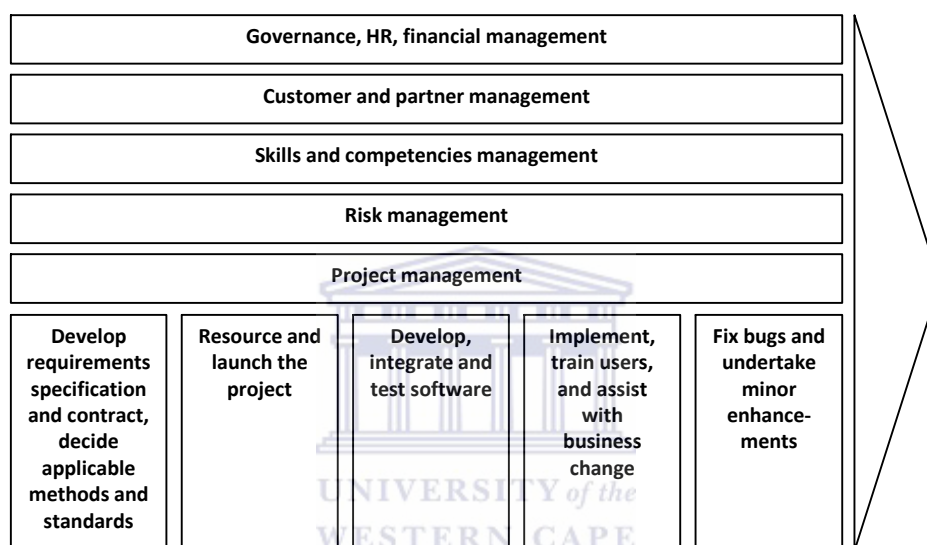 Governance, HR, financial management
Customer and partner management
Skills and competencies management
Risk management
Project management
Develop
requirements
specification
and contract,
decide
applicable
methods and
standards
Resource and
launch the
project
Develop,
integrate and
test software
Implement,
train users,
and assist
with
business
change
Fix bugs and
undertake
minor
enhance-
ments
UNIVERSITY of the
WESTERN CAPE